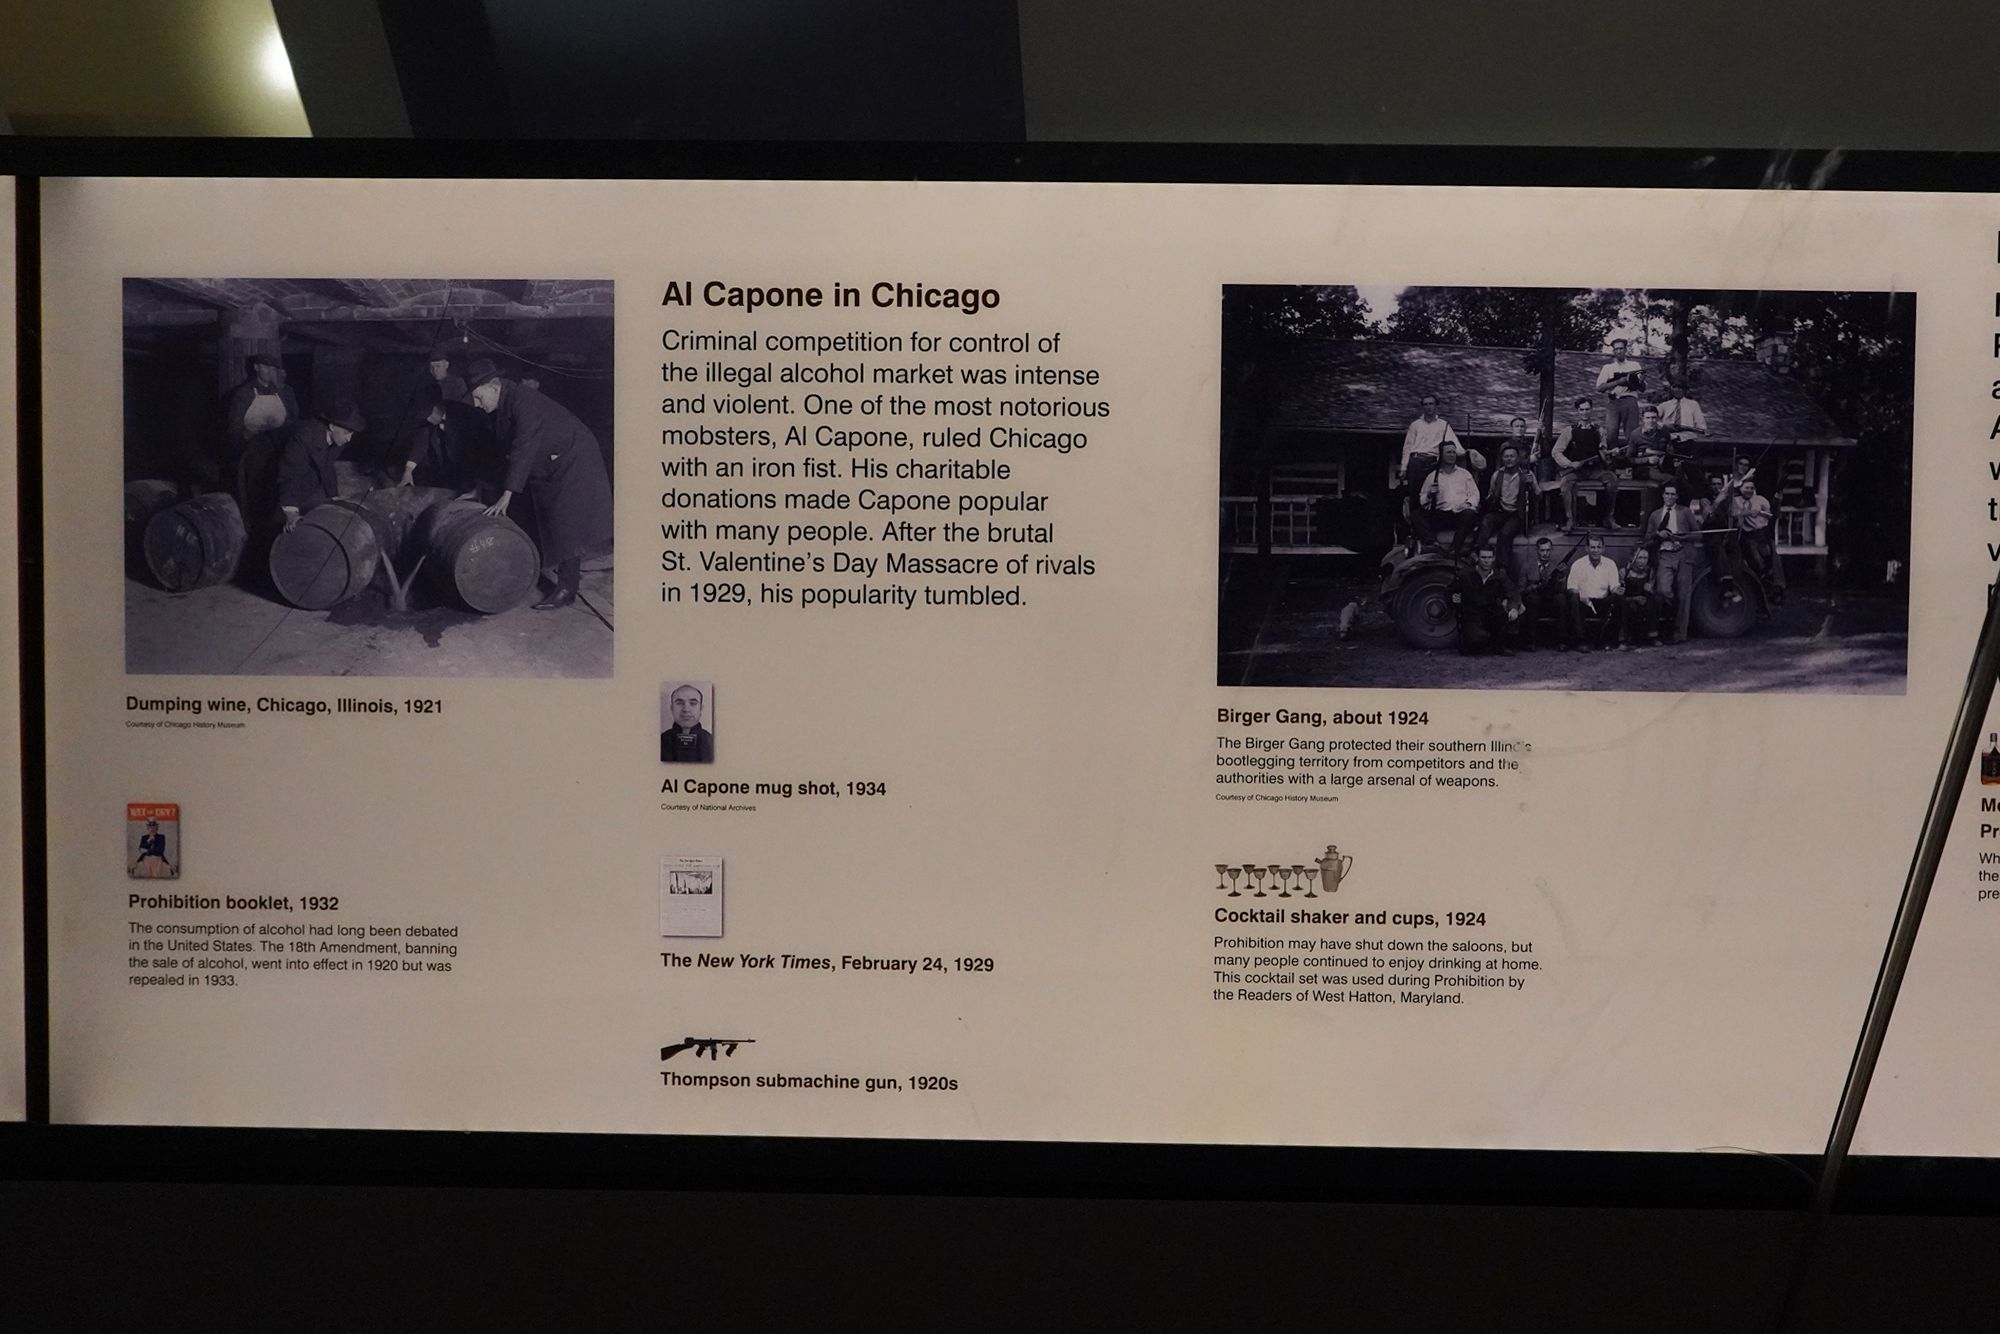 Dumping wine, Chicago, Illinois, 1921
Courtesy of Chicago History Museum
WET or DRY?
Prohibition booklet, 1932
The consumption of alcohol had long been debated
in the United States. The 18th Amendment, banning
the sale of alcohol, went into effect in 1920 but was
repealed in 1933.
Al Capone in Chicago
Criminal competition for control of
the illegal alcohol market was intense
and violent. One of the most notorious
mobsters, Al Capone, ruled Chicago
with an iron fist. His charitable
donations made Capone popular
with many people. After the brutal
St. Valentine's Day Massacre of rivals
in 1929, his popularity tumbled.
Al Capone mug shot, 1934
Courtesy of National Archives
The New York Times, February 24, 1929
Thompson submachine gun, 1920s
Birger Gang, about 1924
The Birger Gang protected their southern Illinois
bootlegging territory from competitors and the
authorities with a large arsenal of weapons.
Courtesy of Chicago History Museum
Cocktail shaker and cups, 1924
Prohibition may have shut down the saloons, but
many people continued to enjoy drinking at home.
This cocktail set was used during Prohibition by
the Readers of West Hatton, Maryland.